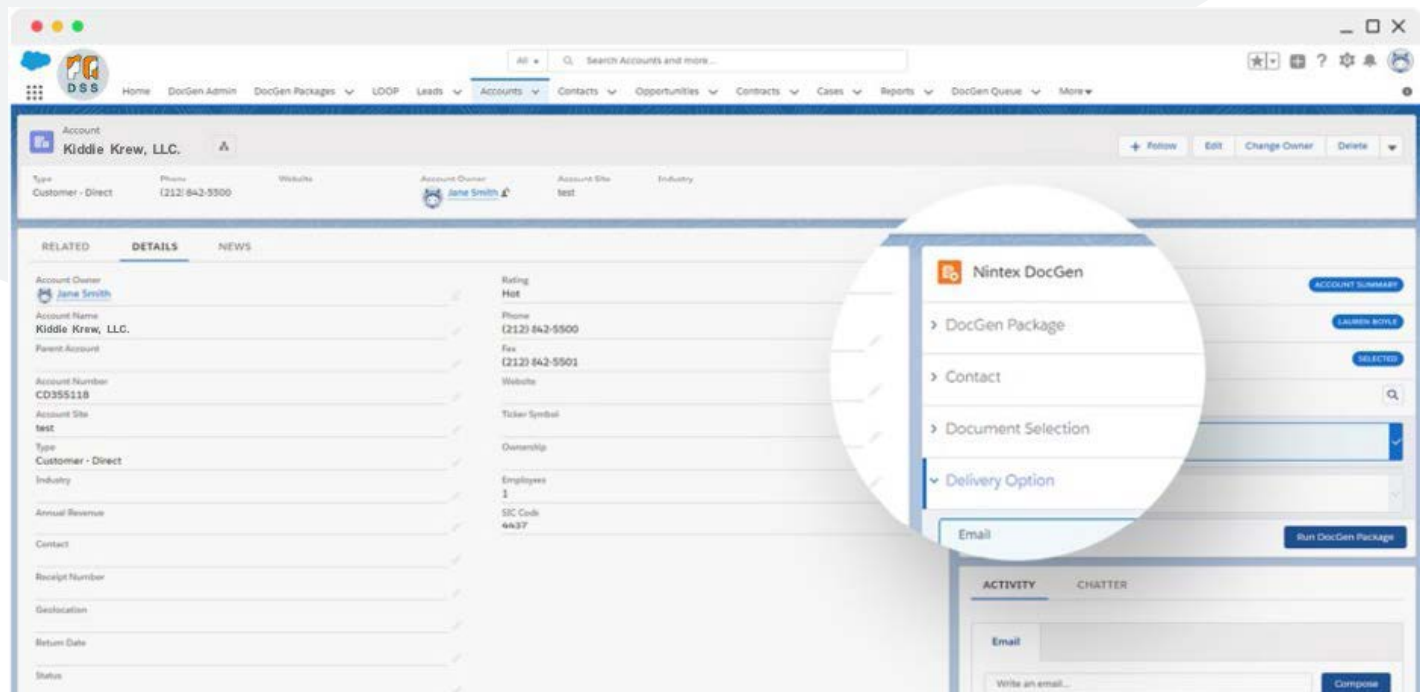 All
Search Accounts and more...
DSS
Home DocGen Admin DocGen Packages LOOP Leads Accounts Contacts Opportunities Contracts Cases Reports DocGen Queue More
Account
Kiddie Krew, LLC.
+ Follow Edit Change Owner Delete
Type Phone Website Account Owner Account Site Industry
Customer - Direct (212) 842-5500 Jane Smith test
RELATED DETAILS NEWS
Account Owner
Jane Smith
Account Name
Kiddie Krew, LLC.
Parent Account
Account Number
CD355118
Account Site
test
Type
Customer - Direct
Industry
Annual Revenue
Contact
Receipt Number
Geolocation
Return Date
Status
Rating
Hot
Phone
(212) 842-5500
Fax
(212) 842-5501
Website
Ticker Symbol
Ownership
Employees
1
SIC Code
4437
Nintex DocGen
ACCOUNT SUMMARY
DocGen Package
LAUREN BOYLE
Contact
SELECTED
Document Selection
Delivery Option
Email
Run DocGen Package
ACTIVITY CHATTER
Email
Write an email...
Compose